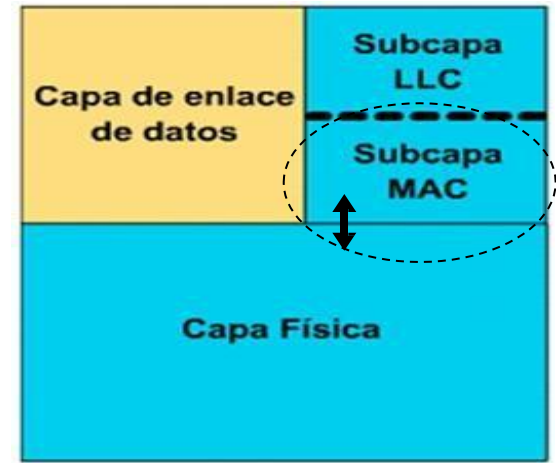 Capa de enlace
de datos
Subcapa
LLC
Subcapa
MAC
Capa Física